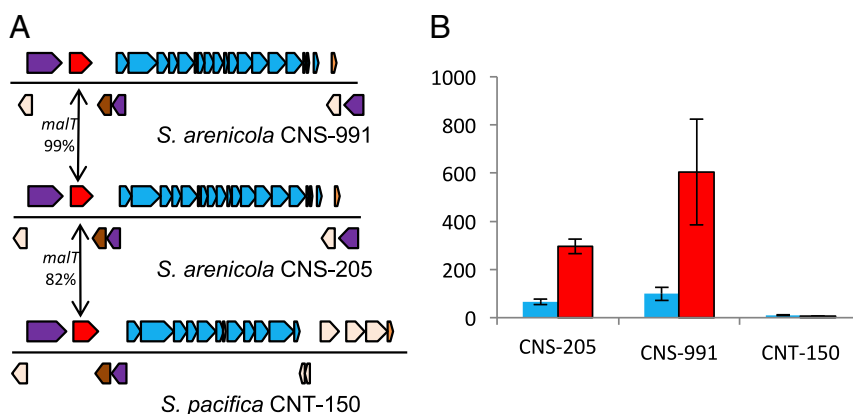 A
malT
99%
S. arenicola CNS-991
malT
82%
S. arenicola CNS-205
S. pacifica CNT-150
B
1000
800
600
400
200
0
CNS-205 CNS-991 CNT-150